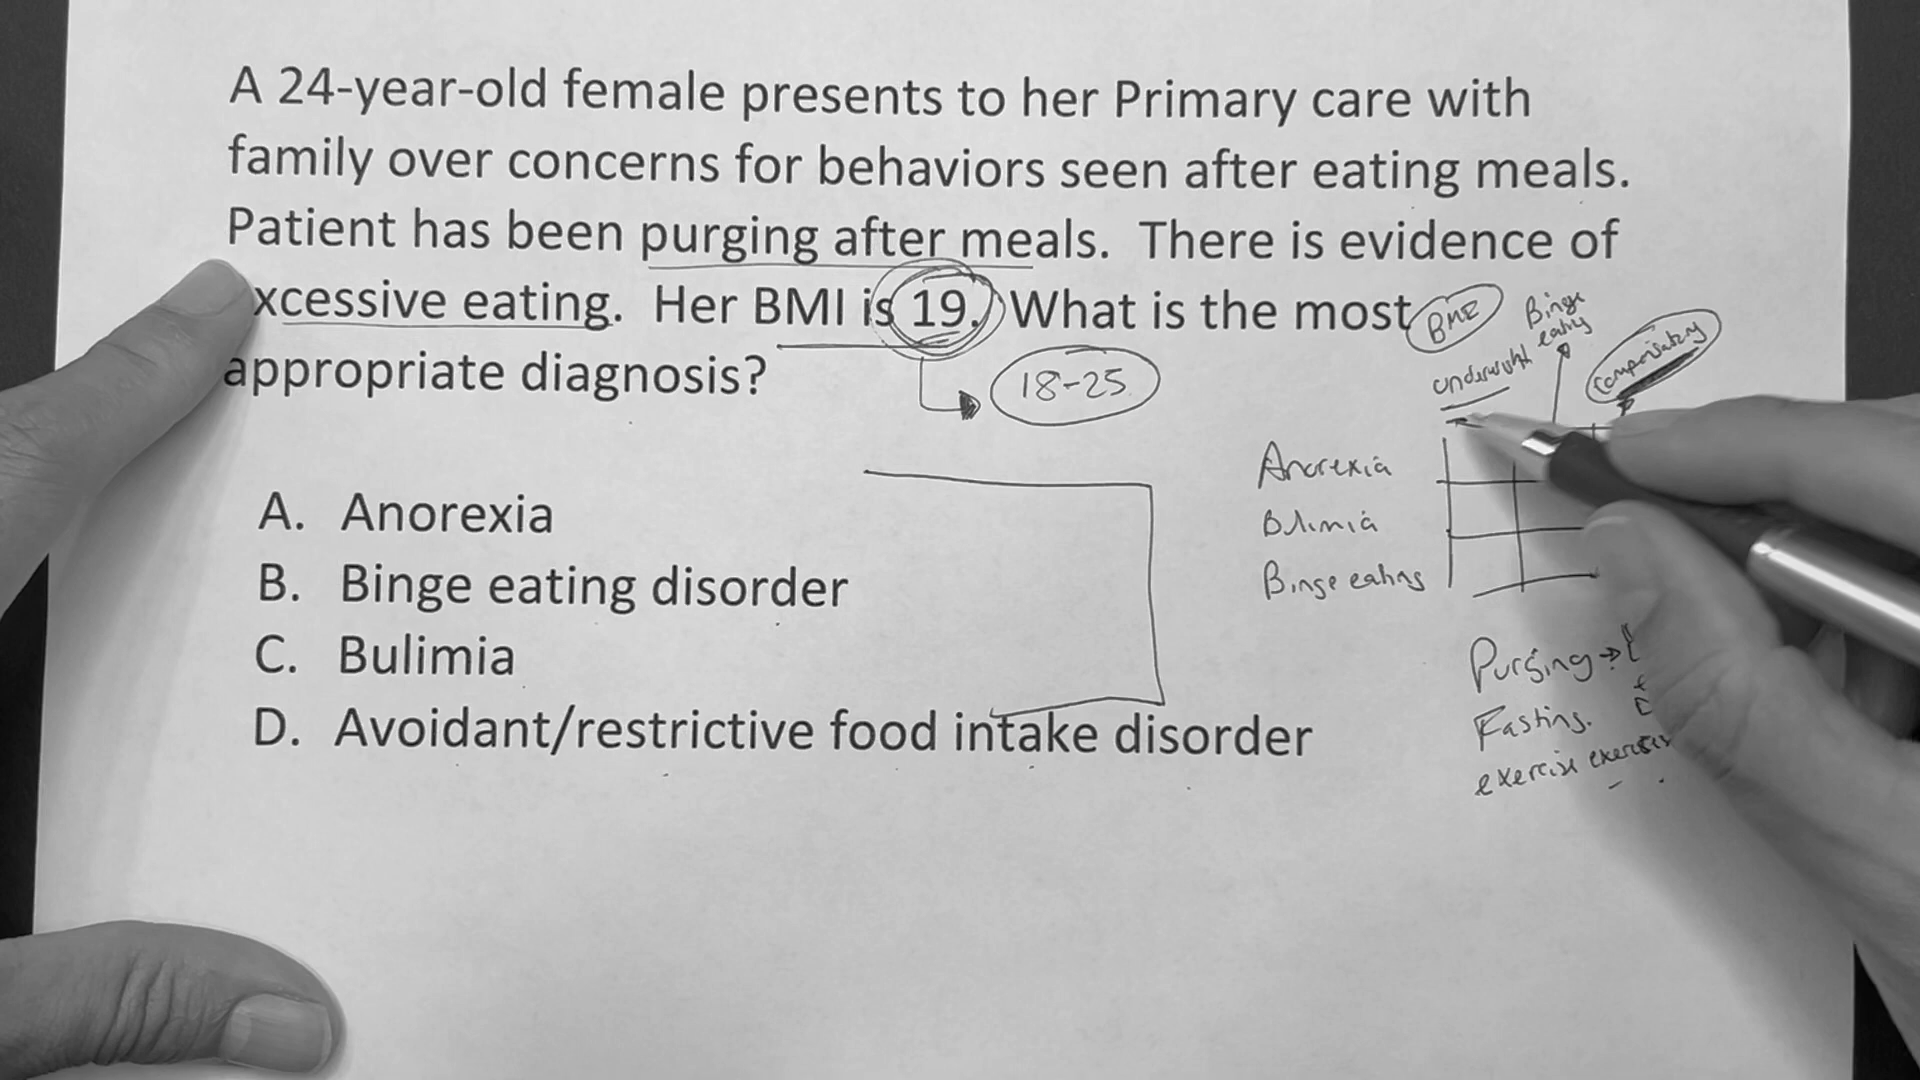 A 24-year-old female presents to her Primary care with
family over concerns for behaviors seen after eating meals.
Patient has been purging after meals. There is evidence of
xcessive eating. Her BMI is 19. What is the most
appropriate diagnosis?
18-25
BMI
underweight
Binge
eating
compensatory
Anorexia
Bulimia
Binge eating
A. Anorexia
B. Binge eating disorder
C. Bulimia
D. Avoidant/restrictive food intake disorder
Purging
Fasting.
exercise